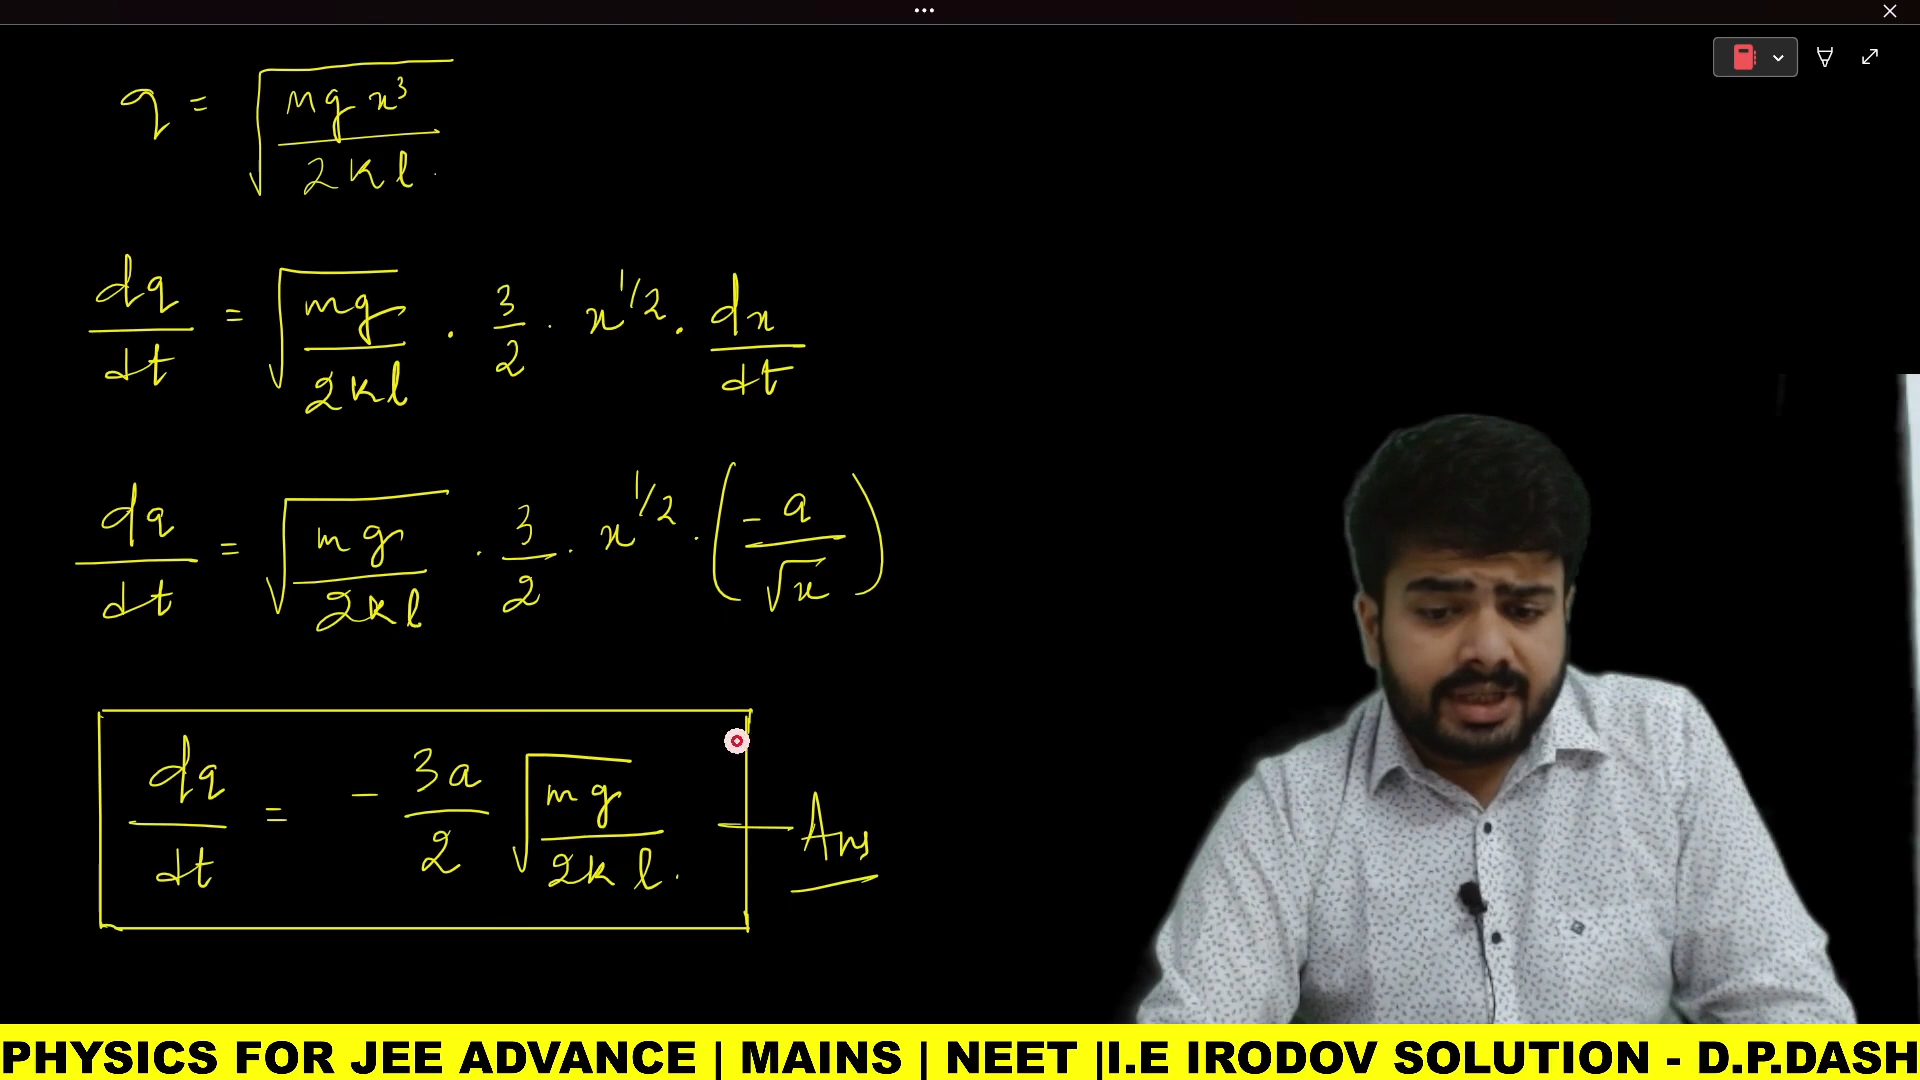 q = √(mgx³/2kl).
dq/dt = √(mg/2kl) · 3/2 · x^1/2 · dx/dt
dq/dt = √(mg/2kl) · 3/2 · x^1/2 · (-a/√x)
dq/dt = - 3a/2 √(mg/2kl). — Ans
PHYSICS FOR JEE ADVANCE | MAINS | NEET |I.E IRODOV SOLUTION - D.P.DASH